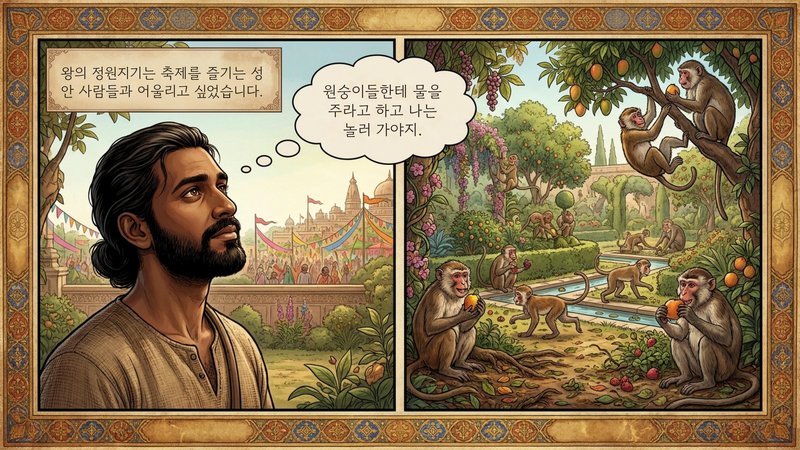 왕의 정원지기는 축제를 즐기는 성
안 사람들과 어울리고 싶었습니다.
원숭이들한테 물을
주라고 하고 나는
놀러 가야지.